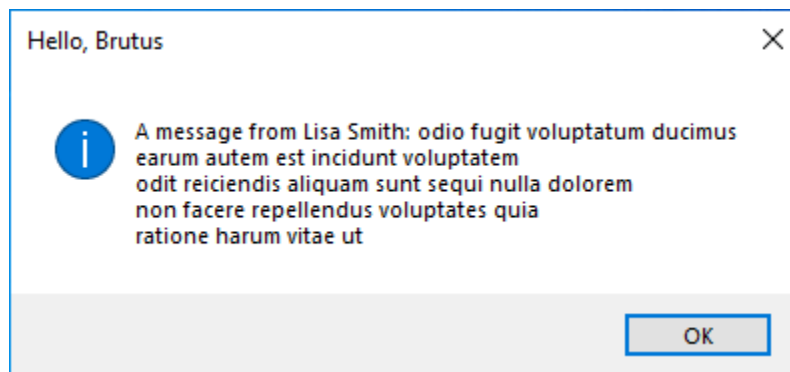 Hello, Brutus
A message from Lisa Smith: odio fugit voluptatum ducimus
earum autem est incidunt voluptatem
odit reiciendis aliquam sunt sequi nulla dolorem
non facere repellendus voluptates quia
ratione harum vitae ut
OK